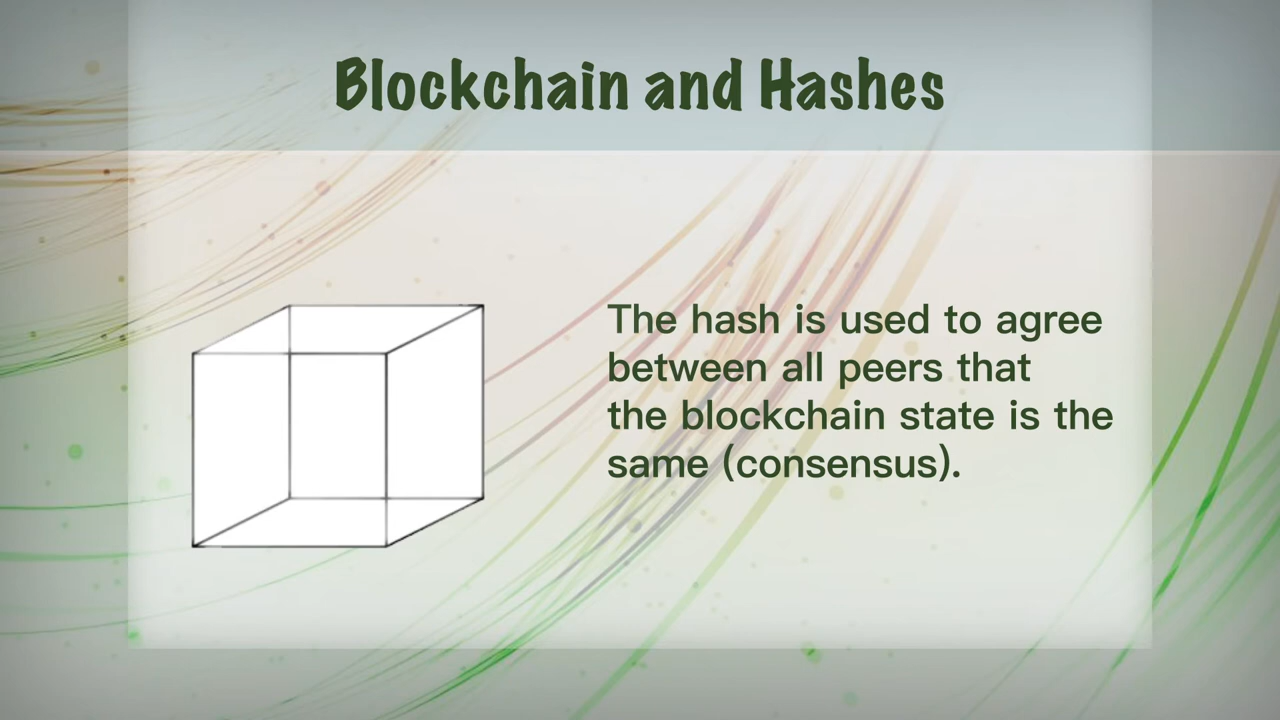 Blockchain and Hashes
The hash is used to agree
between all peers that
the blockchain state is the
same (consensus).